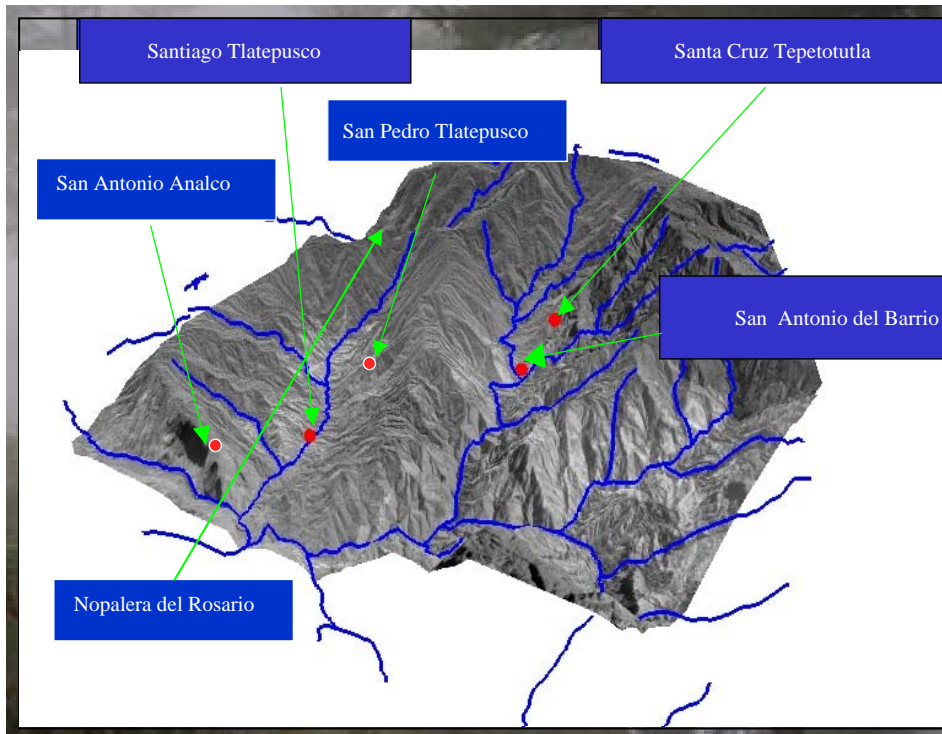 Santiago Tlatepusco
Santa Cruz Tepetotutla
San Pedro Tlatepusco
San Antonio Analco
San Antonio del Barrio
Nopalera del Rosario